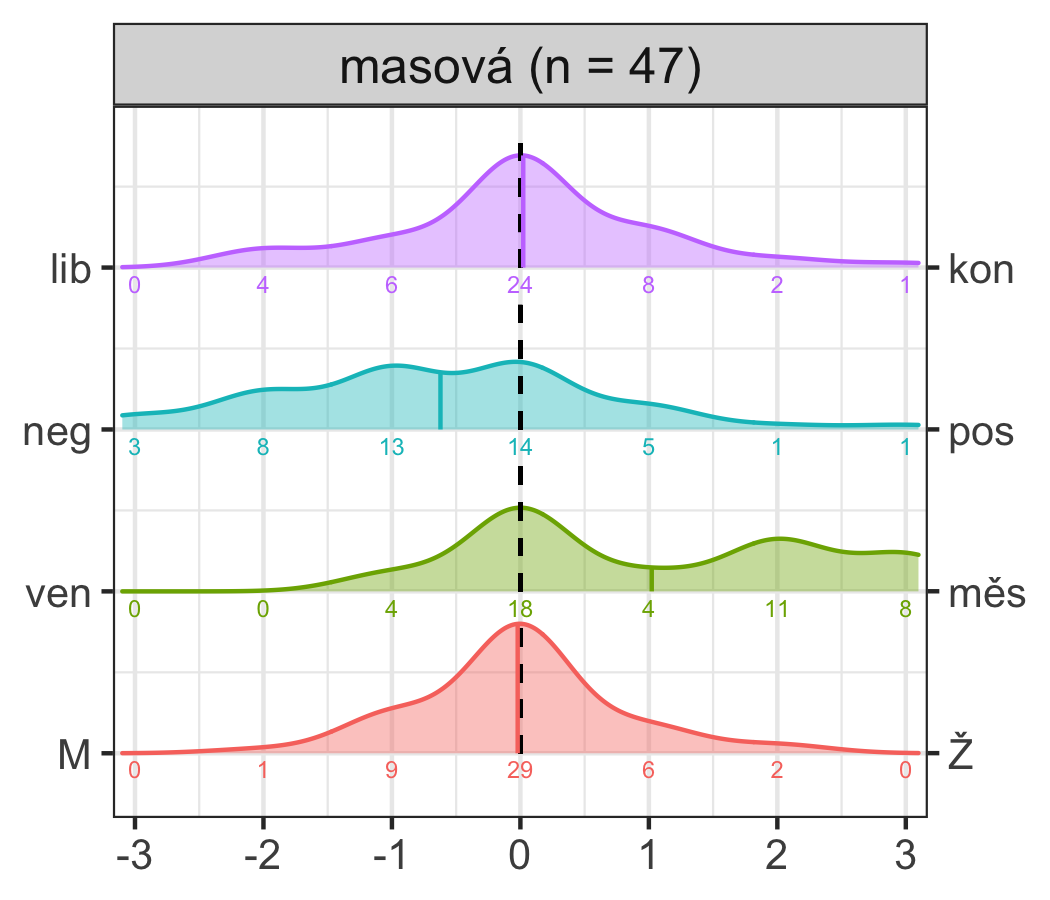 masová (n = 47)
lib kon
0 4 6 24 8 2 1
neg pos
3 8 13 14 5 1 1
ven měs
0 0 4 18 4 11 8
M Ž
0 1 9 29 6 2 0
-3 -2 -1 0 1 2 3